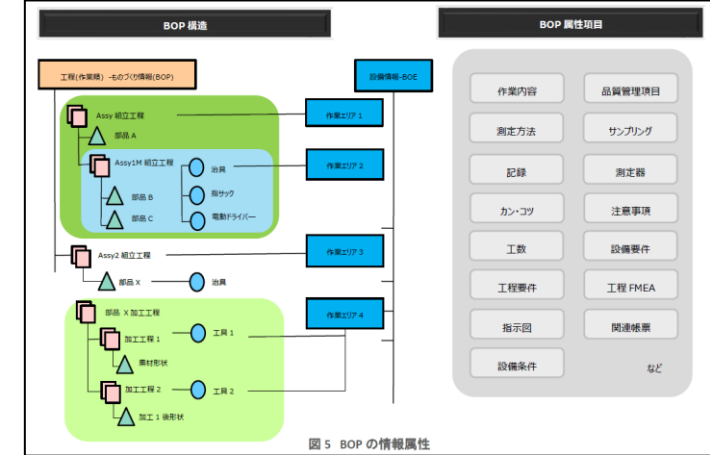 BOP 構造
BOP 属性項目
工程(作業順) -ものづくり情報(BOP)
設備情報-BOE
Assy 組立工程
作業エリア 1
部品 A
Assy1M 組立工程
治具
作業エリア 2
部品 B
指サック
部品 C
電動ドライバー
Assy2 組立工程
作業エリア 3
部品 X
治具
部品 X 加工工程
作業エリア 4
加工工程 1
工具 1
素材形状
加工工程 2
工具 2
加工 1 後形状
作業内容
品質管理項目
測定方法
サンプリング
記録
測定器
カン・コツ
注意事項
工数
設備要件
工程要件
工程 FMEA
指示図
関連帳票
設備条件
など
図 5 BOP の情報属性